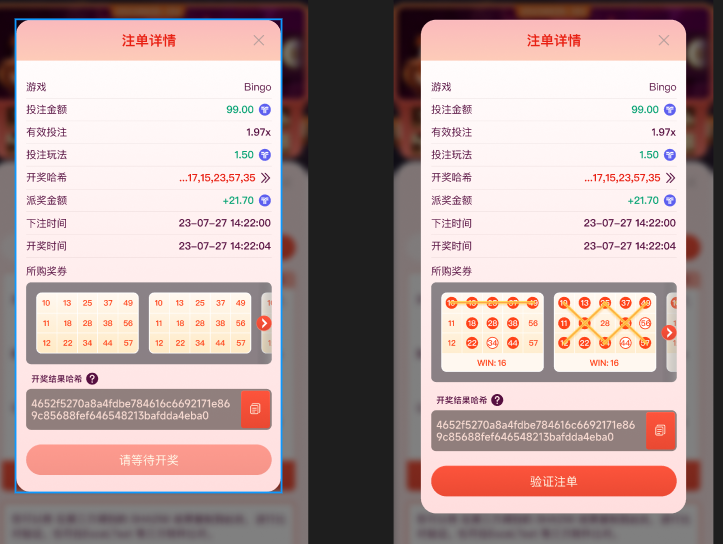 注单详情
游戏 Bingo
投注金额 99.00
有效投注 1.97x
投注玩法 1.50
开奖哈希 ...17,15,23,57,35
派奖金额 +21.70
下注时间 23-07-27 14:22:00
开奖时间 23-07-27 14:22:04
所购奖券
10 13 25 37 49 10 13 25 37 49 10
11 18 28 38 56 11 18 28 38 56
12 22 34 44 57 12 22 34 44 57
开奖结果哈希 ?
4652f5270a8a4fdbe784616c6692171e86
9c85688fef646548213bafdda4eba0
请等待开奖
注单详情
游戏 Bingo
投注金额 99.00
有效投注 1.97x
投注玩法 1.50
开奖哈希 ...17,15,23,57,35
派奖金额 +21.70
下注时间 23-07-27 14:22:00
开奖时间 23-07-27 14:22:04
所购奖券
10 13 25 37 49 10 13 25 37 49
11 18 28 38 56 11 28 56
12 22 34 44 57 12 22 34 44 57
WIN: 16 WIN: 16
开奖结果哈希 ?
4652f5270a8a4fdbe784616c6692171e86
9c85688fef646548213bafdda4eba0
验证注单